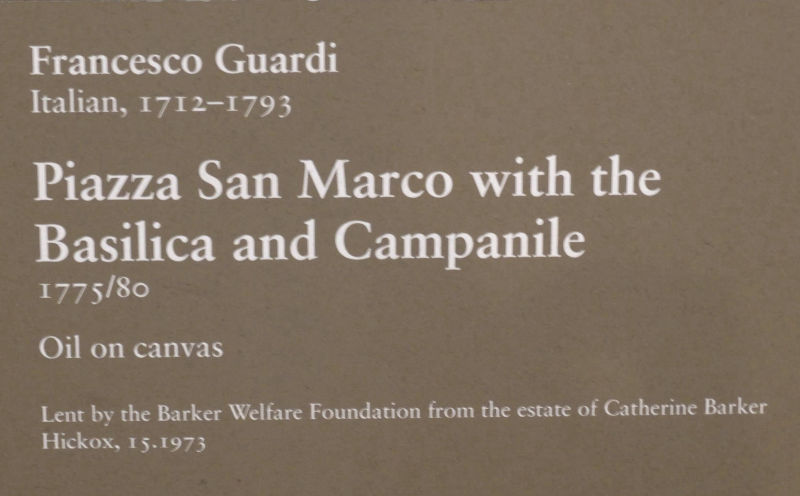 Francesco Guardi
Italian, 1712–1793
Piazza San Marco with the
Basilica and Campanile
1775/80
Oil on canvas
Lent by the Barker Welfare Foundation from the estate of Catherine Barker
Hickox, 15.1973